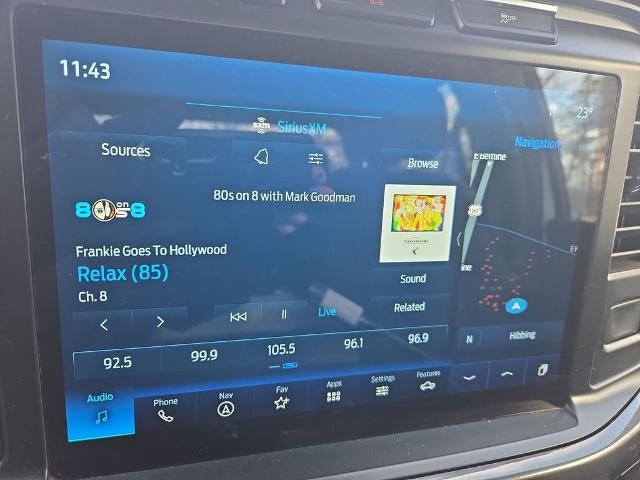 11:43
23°
sxm SiriusXM
Navigation
Sources
Browse
80s on 8 with Mark Goodman
8 on 8
Frankie Goes To Hollywood
Relax (85)
Ch. 8
Sound
Related
Live
92.5 99.9 105.5 96.1 96.9
N Hibbing
Audio Phone Nav Fav Apps Settings Features